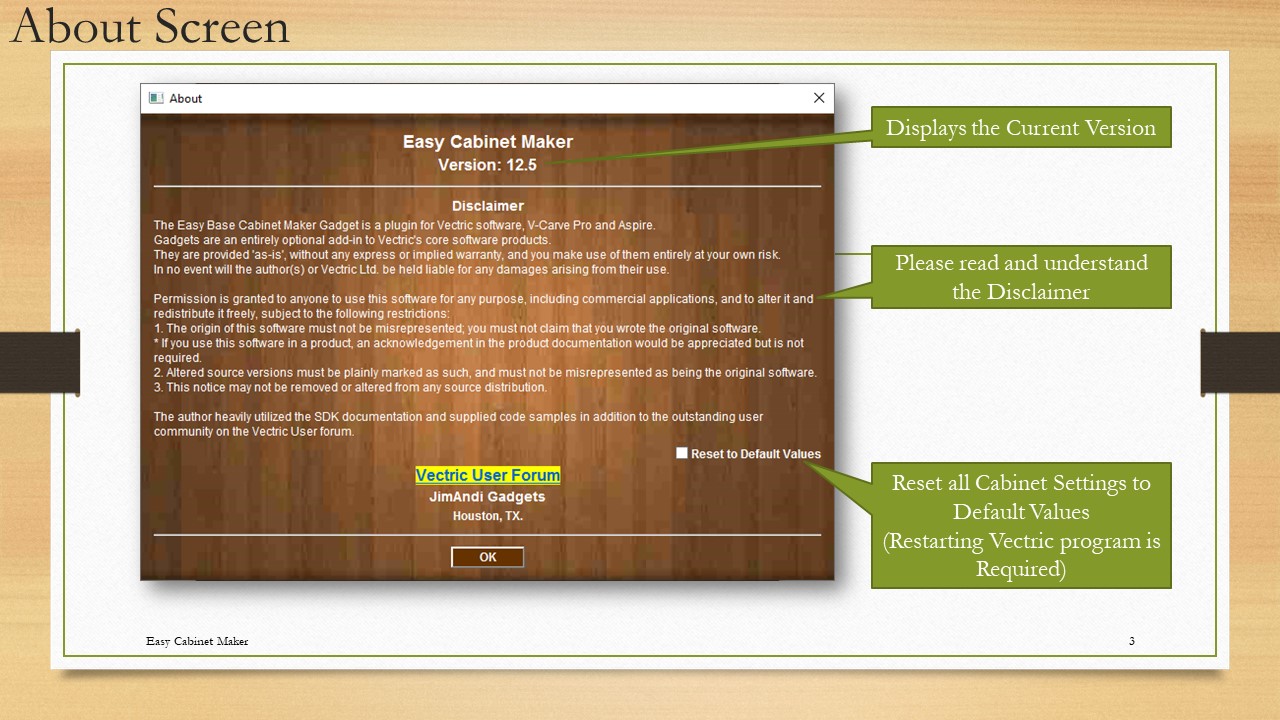 About Screen
About
Easy Cabinet Maker
Version: 12.5
Displays the Current Version
Disclaimer
The Easy Base Cabinet Maker Gadget is a plugin for Vectric software, V-Carve Pro and Aspire.
Gadgets are an entirely optional add-in to Vectric's core software products.
They are provided 'as-is', without any express or implied warranty, and you make use of them entirely at your own risk.
In no event will the author(s) or Vectric Ltd. be held liable for any damages arising from their use.
Please read and understand
the Disclaimer
Permission is granted to anyone to use this software for any purpose, including commercial applications, and to alter it and
redistribute it freely, subject to the following restrictions:
1. The origin of this software must not be misrepresented; you must not claim that you wrote the original software.
* If you use this software in a product, an acknowledgement in the product documentation would be appreciated but is not
required.
2. Altered source versions must be plainly marked as such, and must not be misrepresented as being the original software.
3. This notice may not be removed or altered from any source distribution.
The author heavily utilized the SDK documentation and supplied code samples in addition to the outstanding user
community on the Vectric User forum.
Reset to Default Values
Vectric User Forum
JimAndi Gadgets
Houston, TX.
OK
Reset all Cabinet Settings to
Default Values
(Restarting Vectric program is
Required)
Easy Cabinet Maker
3